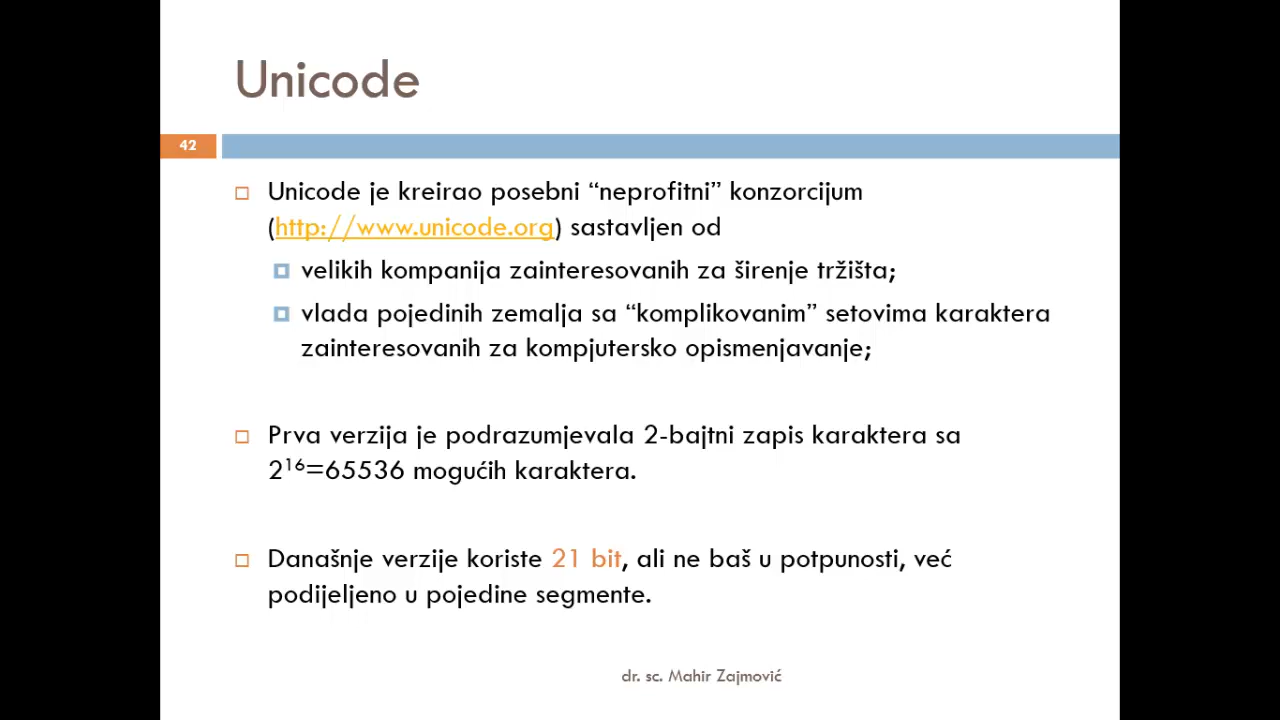 Unicode
42
Unicode je kreirao posebni “neprofitni” konzorcijum
(http://www.unicode.org) sastavljen od
velikih kompanija zainteresovanih za širenje tržišta;
vlada pojedinih zemalja sa “komplikovanim” setovima karaktera
zainteresovanih za kompjutersko opismenjavanje;
Prva verzija je podrazumjevala 2-bajtni zapis karaktera sa
2¹⁶=65536 mogućih karaktera.
Današnje verzije koriste 21 bit, ali ne baš u potpunosti, već
podijeljeno u pojedine segmente.
dr. sc. Mahir Zajmović